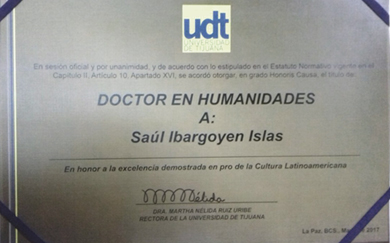 udt
UNIVERSIDAD
DE TIJUANA
En sesión oficial y por unanimidad, y de acuerdo con lo estipulado en el Estatuto Normativo vigente en el
Capítulo II, Artículo 10, Apartado XVI, se acordó otorgar, en grado Honoris Causa, el título de:
DOCTOR EN HUMANIDADES
A:
Saúl Ibargoyen Islas
En honor a la excelencia demostrada en pro de la Cultura Latinoamericana
DRA. MARTHA NÉLIDA RUIZ URIBE
RECTORA DE LA UNIVERSIDAD DE TIJUANA
La Paz, BCS., 2017